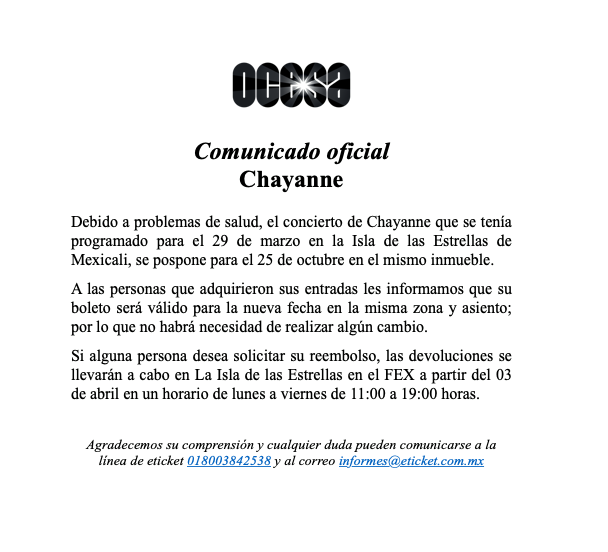 ocesa
Comunicado oficial
Chayanne
Debido a problemas de salud, el concierto de Chayanne que se tenía
programado para el 29 de marzo en la Isla de las Estrellas de
Mexicali, se pospone para el 25 de octubre en el mismo inmueble.
A las personas que adquirieron sus entradas les informamos que su
boleto será válido para la nueva fecha en la misma zona y asiento;
por lo que no habrá necesidad de realizar algún cambio.
Si alguna persona desea solicitar su reembolso, las devoluciones se
llevarán a cabo en La Isla de las Estrellas en el FEX a partir del 03
de abril en un horario de lunes a viernes de 11:00 a 19:00 horas.
Agradecemos su comprensión y cualquier duda pueden comunicarse a la
línea de eticket 018003842538 y al correo informes@eticket.com.mx